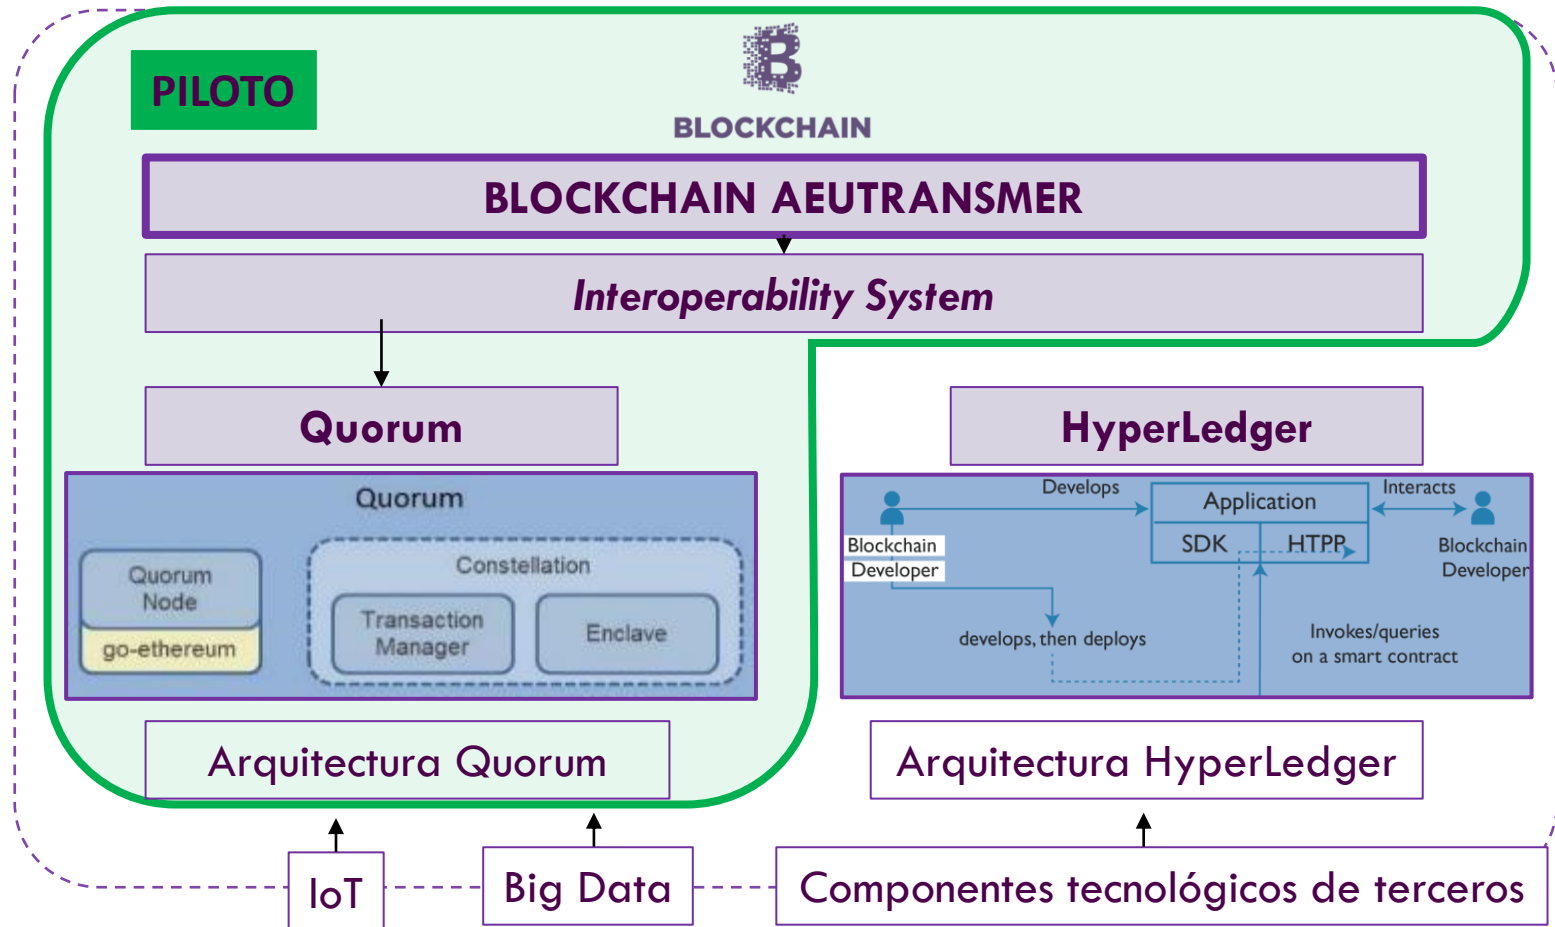 PILOTO
BLOCKCHAIN
BLOCKCHAIN AEUTRANSMER
Interoperability System
Quorum
HyperLedger
Quorum
Quorum
Node
go-ethereum
Constellation
Transaction
Manager
Enclave
Develops
Application
Interacts
SDK
HTPP
Blockchain
Developer
Blockchain
Developer
develops, then deploys
Invokes/queries
on a smart contract
Arquitectura Quorum
Arquitectura HyperLedger
IoT
Big Data
Componentes tecnológicos de terceros